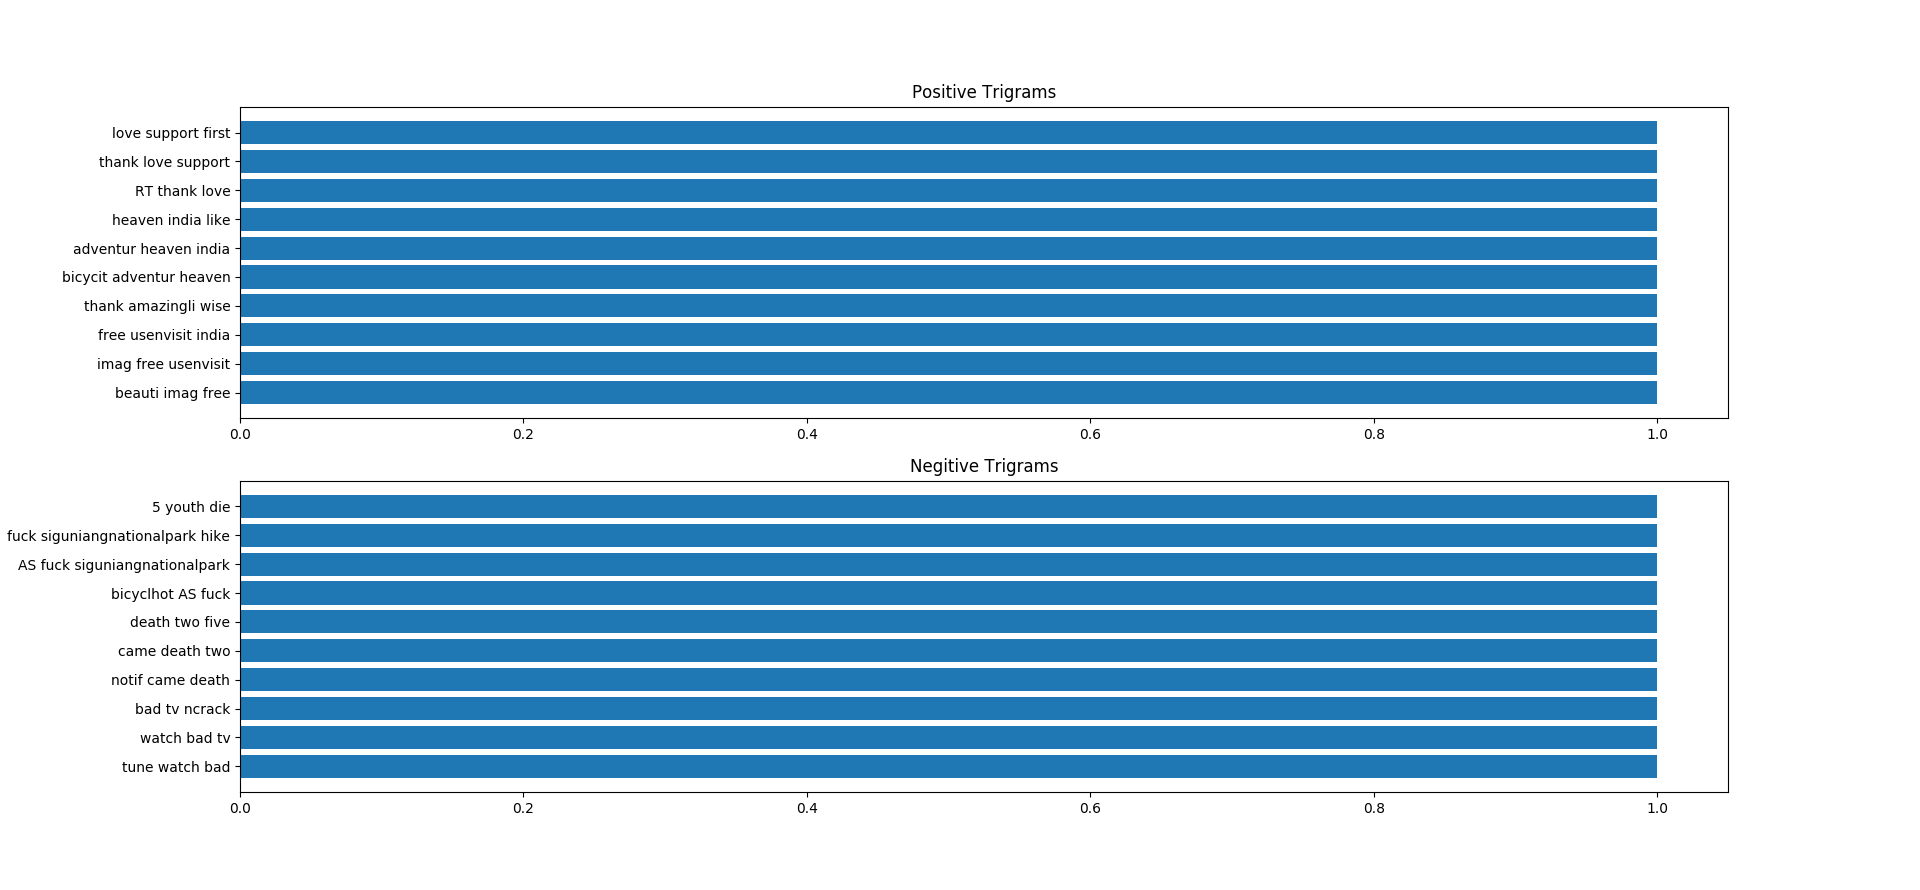 Positive Trigrams
love support first
thank love support
RT thank love
heaven india like
adventur heaven india
bicycit adventur heaven
thank amazingli wise
free usenvisit india
imag free usenvisit
beauti imag free
0.0 0.2 0.4 0.6 0.8 1.0
Negitive Trigrams
5 youth die
fuck siguniangnationalpark hike
AS fuck siguniangnationalpark
bicyclhot AS fuck
death two five
came death two
notif came death
bad tv ncrack
watch bad tv
tune watch bad
0.0 0.2 0.4 0.6 0.8 1.0